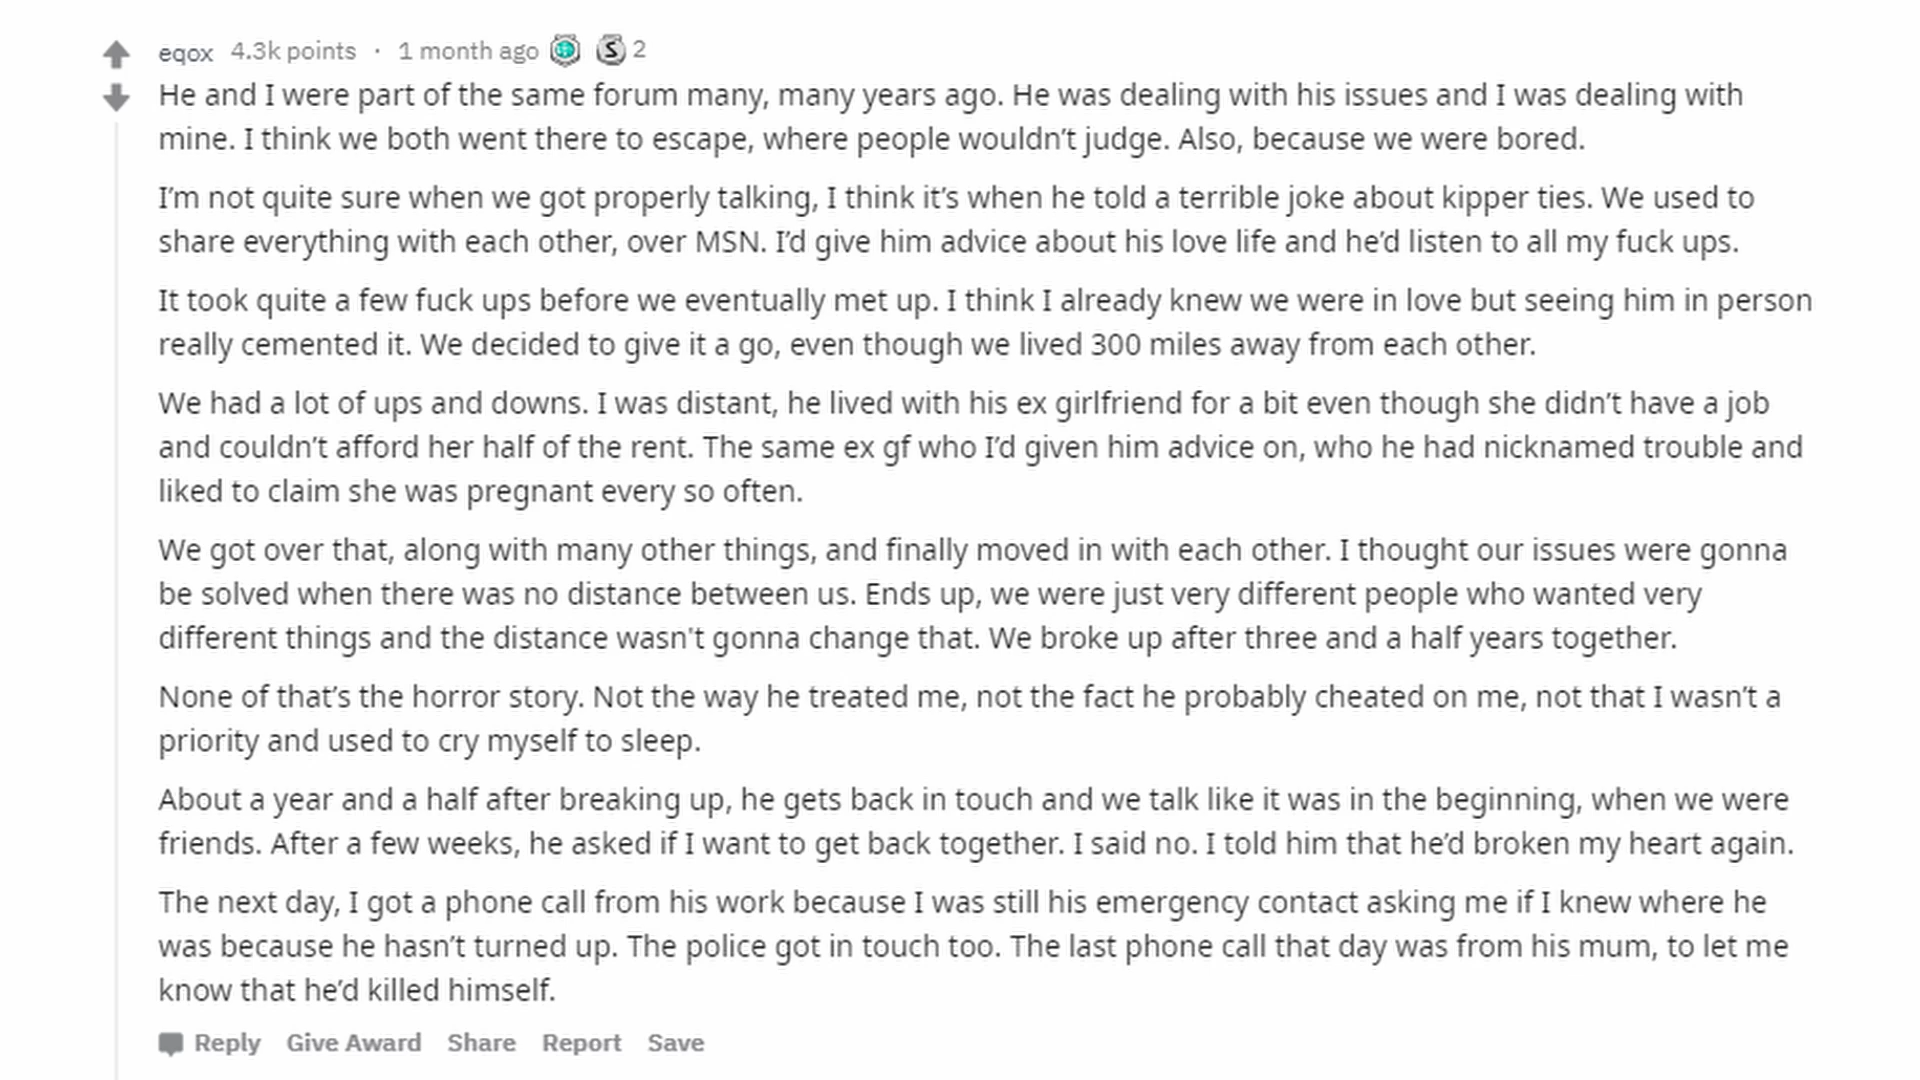 eqox 4.3k points · 1 month ago S 2
He and I were part of the same forum many, many years ago. He was dealing with his issues and I was dealing with
mine. I think we both went there to escape, where people wouldn’t judge. Also, because we were bored.
I’m not quite sure when we got properly talking, I think it’s when he told a terrible joke about kipper ties. We used to
share everything with each other, over MSN. I’d give him advice about his love life and he’d listen to all my fuck ups.
It took quite a few fuck ups before we eventually met up. I think I already knew we were in love but seeing him in person
really cemented it. We decided to give it a go, even though we lived 300 miles away from each other.
We had a lot of ups and downs. I was distant, he lived with his ex girlfriend for a bit even though she didn’t have a job
and couldn’t afford her half of the rent. The same ex gf who I’d given him advice on, who he had nicknamed trouble and
liked to claim she was pregnant every so often.
We got over that, along with many other things, and finally moved in with each other. I thought our issues were gonna
be solved when there was no distance between us. Ends up, we were just very different people who wanted very
different things and the distance wasn't gonna change that. We broke up after three and a half years together.
None of that’s the horror story. Not the way he treated me, not the fact he probably cheated on me, not that I wasn’t a
priority and used to cry myself to sleep.
About a year and a half after breaking up, he gets back in touch and we talk like it was in the beginning, when we were
friends. After a few weeks, he asked if I want to get back together. I said no. I told him that he’d broken my heart again.
The next day, I got a phone call from his work because I was still his emergency contact asking me if I knew where he
was because he hasn’t turned up. The police got in touch too. The last phone call that day was from his mum, to let me
know that he’d killed himself.
Reply Give Award Share Report Save